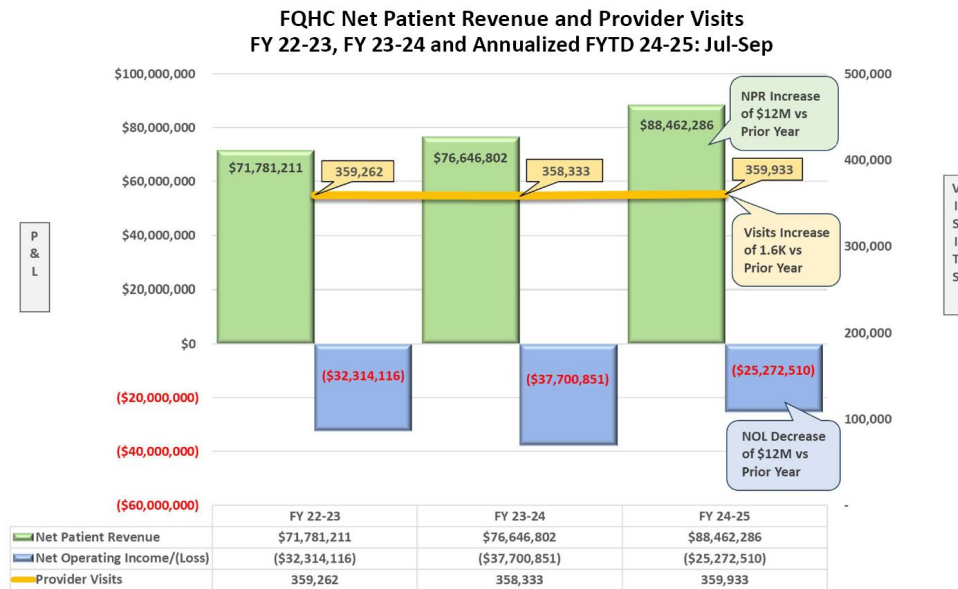 FQHC Net Patient Revenue and Provider Visits
FY 22-23, FY 23-24 and Annualized FYTD 24-25: Jul-Sep
$100,000,000
$80,000,000
$60,000,000
$40,000,000
$20,000,000
$0
($20,000,000)
($40,000,000)
($60,000,000)
P
&
L
$71,781,211
359,262
($32,314,116)
$76,646,802
358,333
($37,700,851)
$88,462,286
359,933
($25,272,510)
NPR Increase
of $12M vs
Prior Year
Visits Increase
of 1.6K vs
Prior Year
NOL Decrease
of $12M vs
Prior Year
500,000
400,000
300,000
200,000
100,000
-
V
I
S
I
T
S
FY 22-23 FY 23-24 FY 24-25
Net Patient Revenue $71,781,211 $76,646,802 $88,462,286
Net Operating Income/(Loss) ($32,314,116) ($37,700,851) ($25,272,510)
Provider Visits 359,262 358,333 359,933